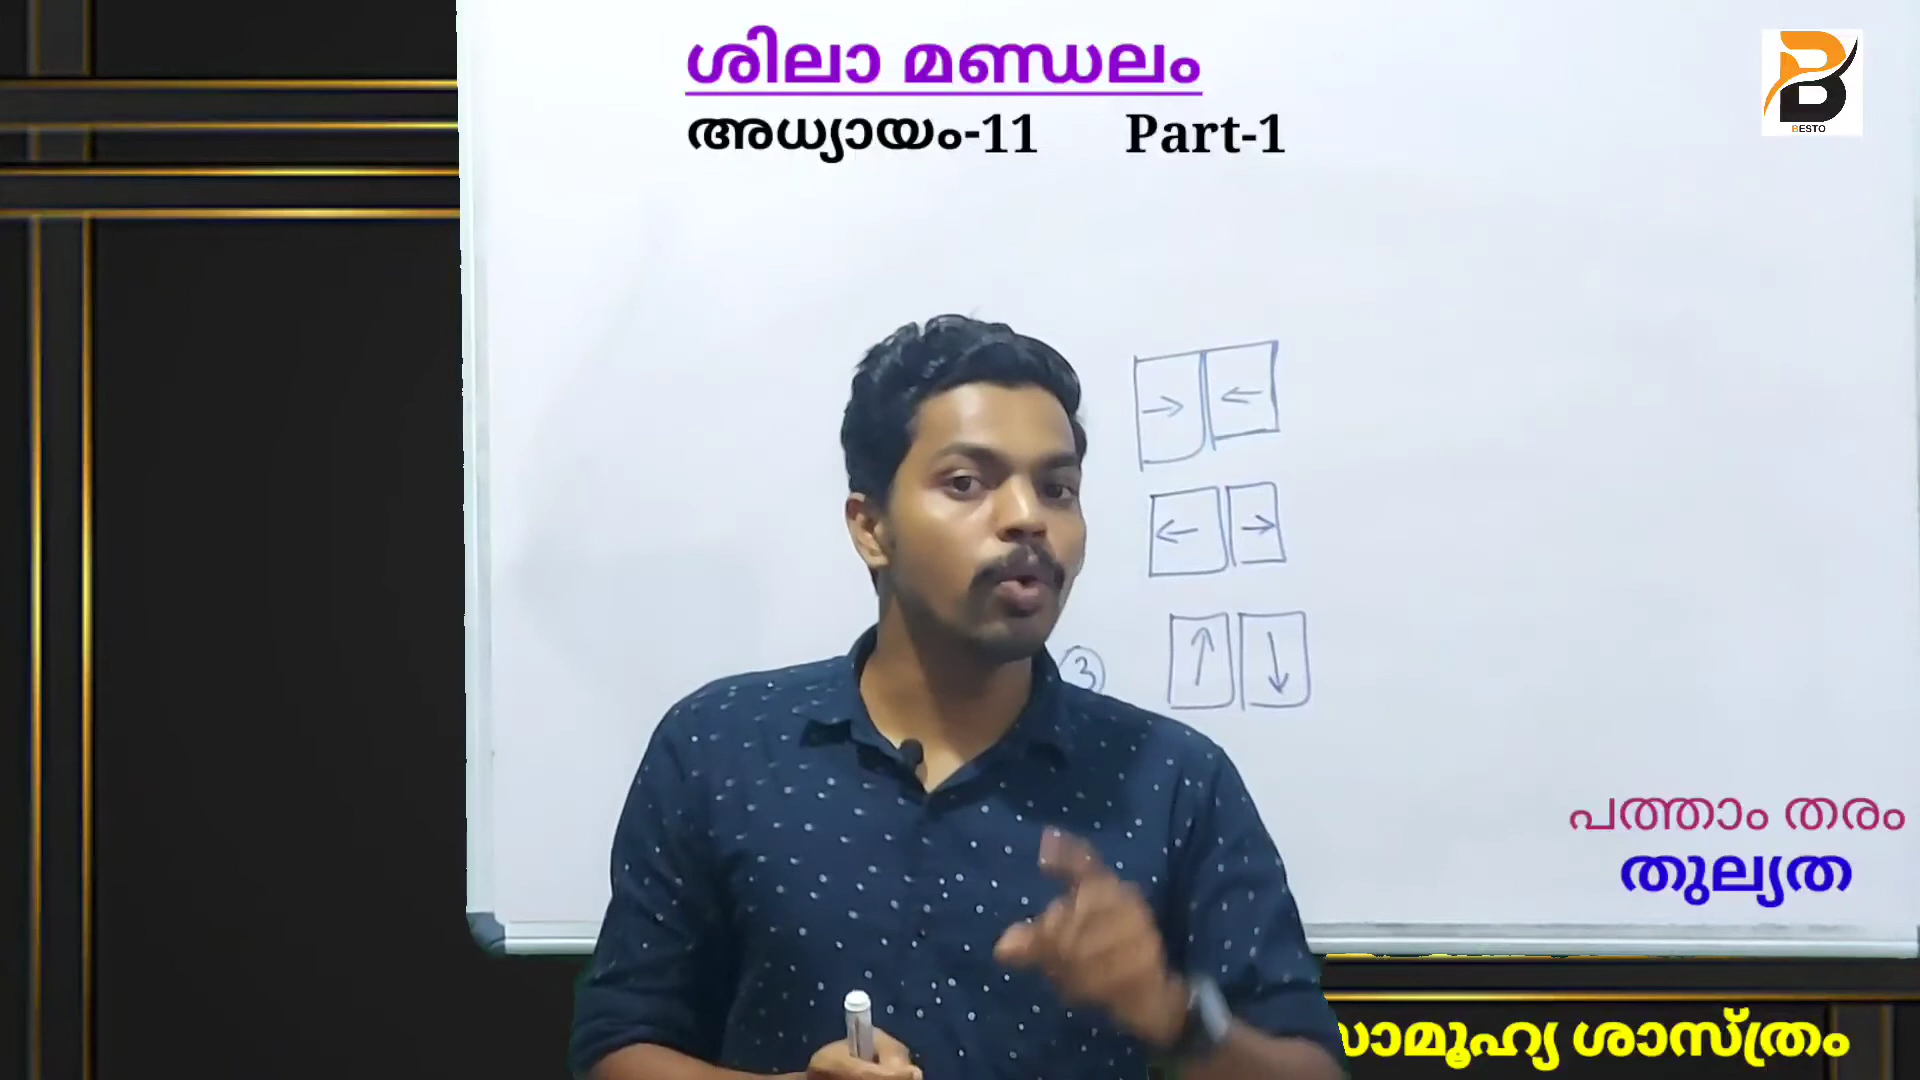 ശിലാ മണ്ഡലം
അധ്യായം-11 Part-1
BESTO
3
പത്താം തരം
തുല്യത
സാമൂഹ്യ ശാസ്ത്രം